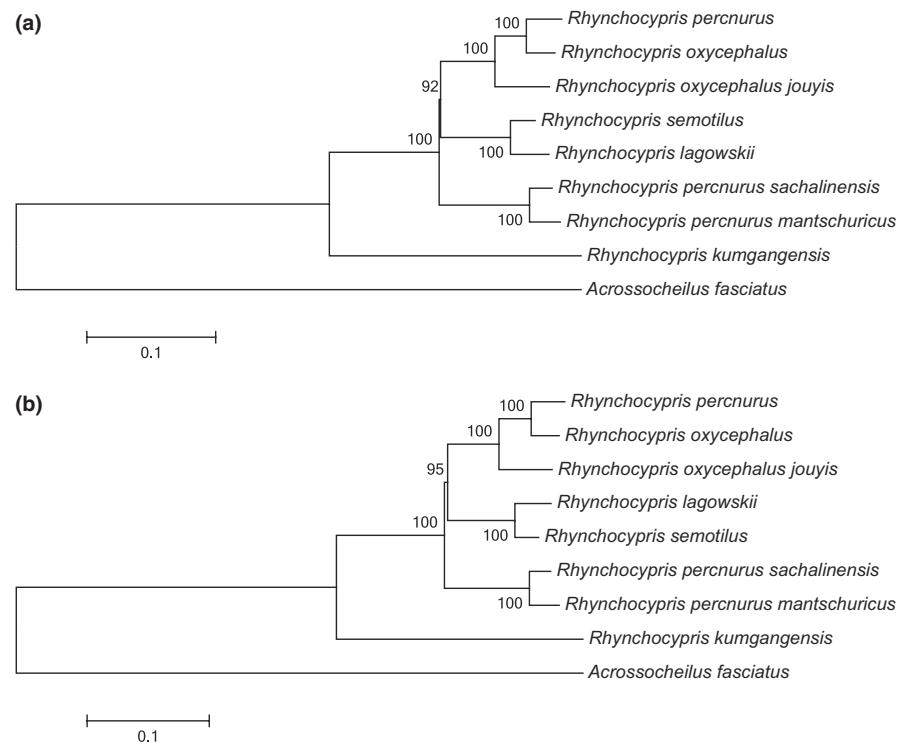 (a)
100
Rhynchocypris percnurus
100
Rhynchocypris oxycephalus
Rhynchocypris oxycephalus jouyis
92
Rhynchocypris semotilus
100
100
Rhynchocypris lagowskii
Rhynchocypris percnurus sachalinensis
100
Rhynchocypris percnurus mantschuricus
Rhynchocypris kumgangensis
Acrossocheilus fasciatus
0.1
(b)
100
Rhynchocypris percnurus
100
Rhynchocypris oxycephalus
95
Rhynchocypris oxycephalus jouyis
Rhynchocypris lagowskii
100
100
Rhynchocypris semotilus
Rhynchocypris percnurus sachalinensis
100
Rhynchocypris percnurus mantschuricus
Rhynchocypris kumgangensis
Acrossocheilus fasciatus
0.1